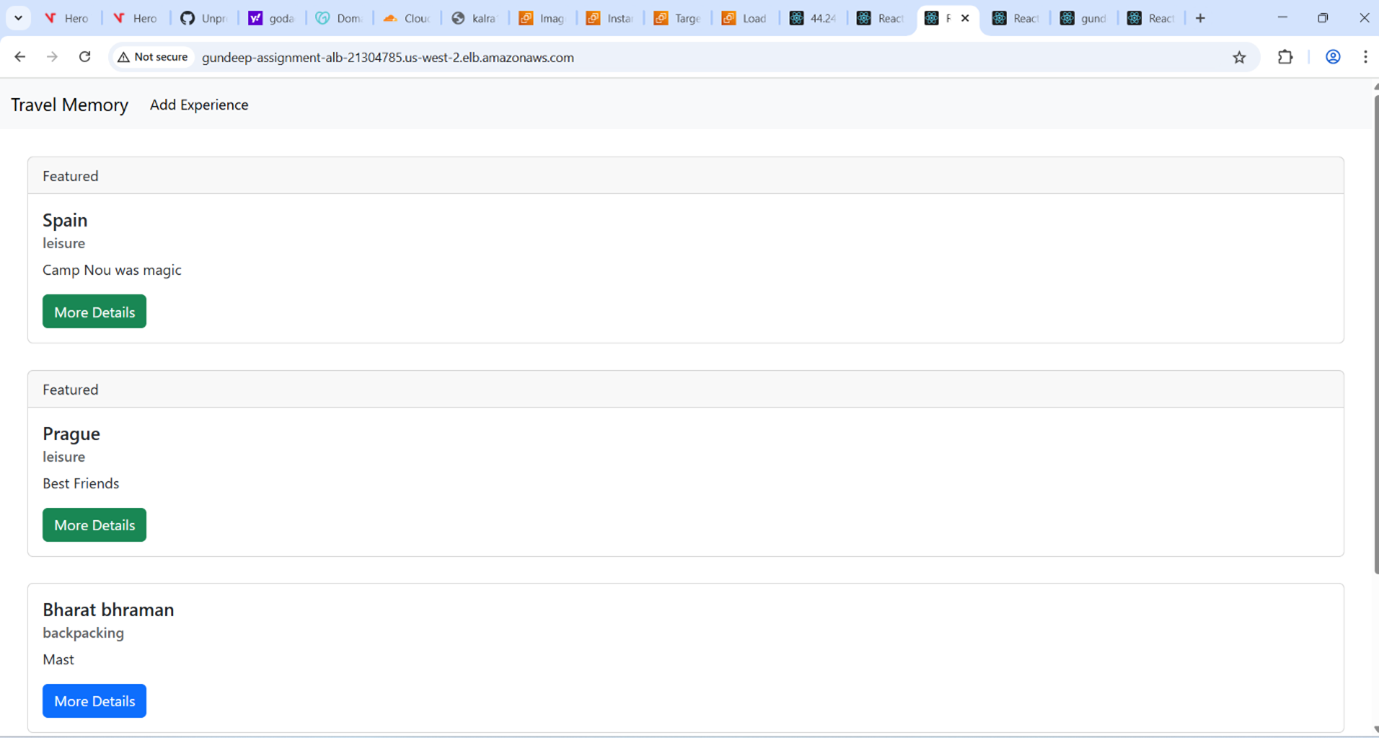 Hero
Hero
Unpr
goda
Dom
Clou
kalra
Imag
Insta
Targe
Load
44.24
React
React
gund
React
Not secure
gundeep-assignment-alb-21304785.us-west-2.elb.amazonaws.com
Travel Memory
Add Experience
Featured
Spain
leisure
Camp Nou was magic
More Details
Featured
Prague
leisure
Best Friends
More Details
Bharat bhraman
backpacking
Mast
More Details